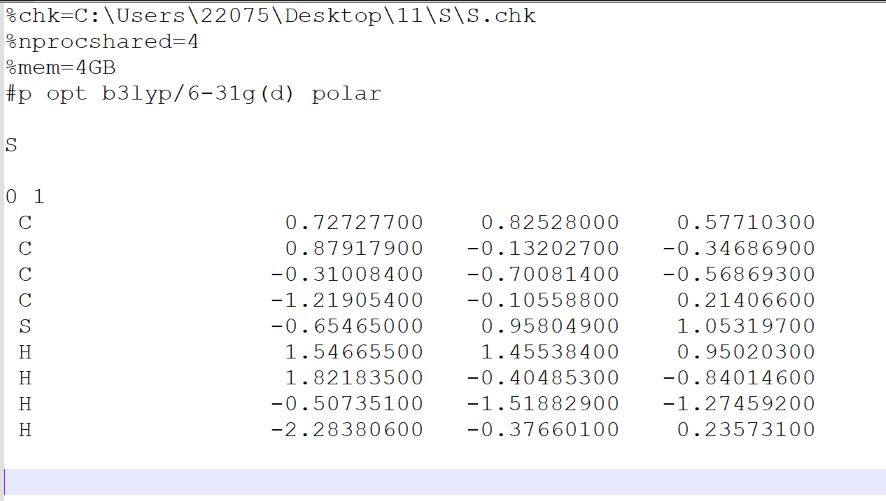 %chk=C:\Users\22075\Desktop\11\S\S.chk
%nprocshared=4
%mem=4GB
#p opt b3lyp/6-31g(d) polar
S
0 1
C 0.72727700 0.82528000 0.57710300
C 0.87917900 -0.13202700 -0.34686900
C -0.31008400 -0.70081400 -0.56869300
C -1.21905400 -0.10558800 0.21406600
S -0.65465000 0.95804900 1.05319700
H 1.54665500 1.45538400 0.95020300
H 1.82183500 -0.40485300 -0.84014600
H -0.50735100 -1.51882900 -1.27459200
H -2.28380600 -0.37660100 0.23573100